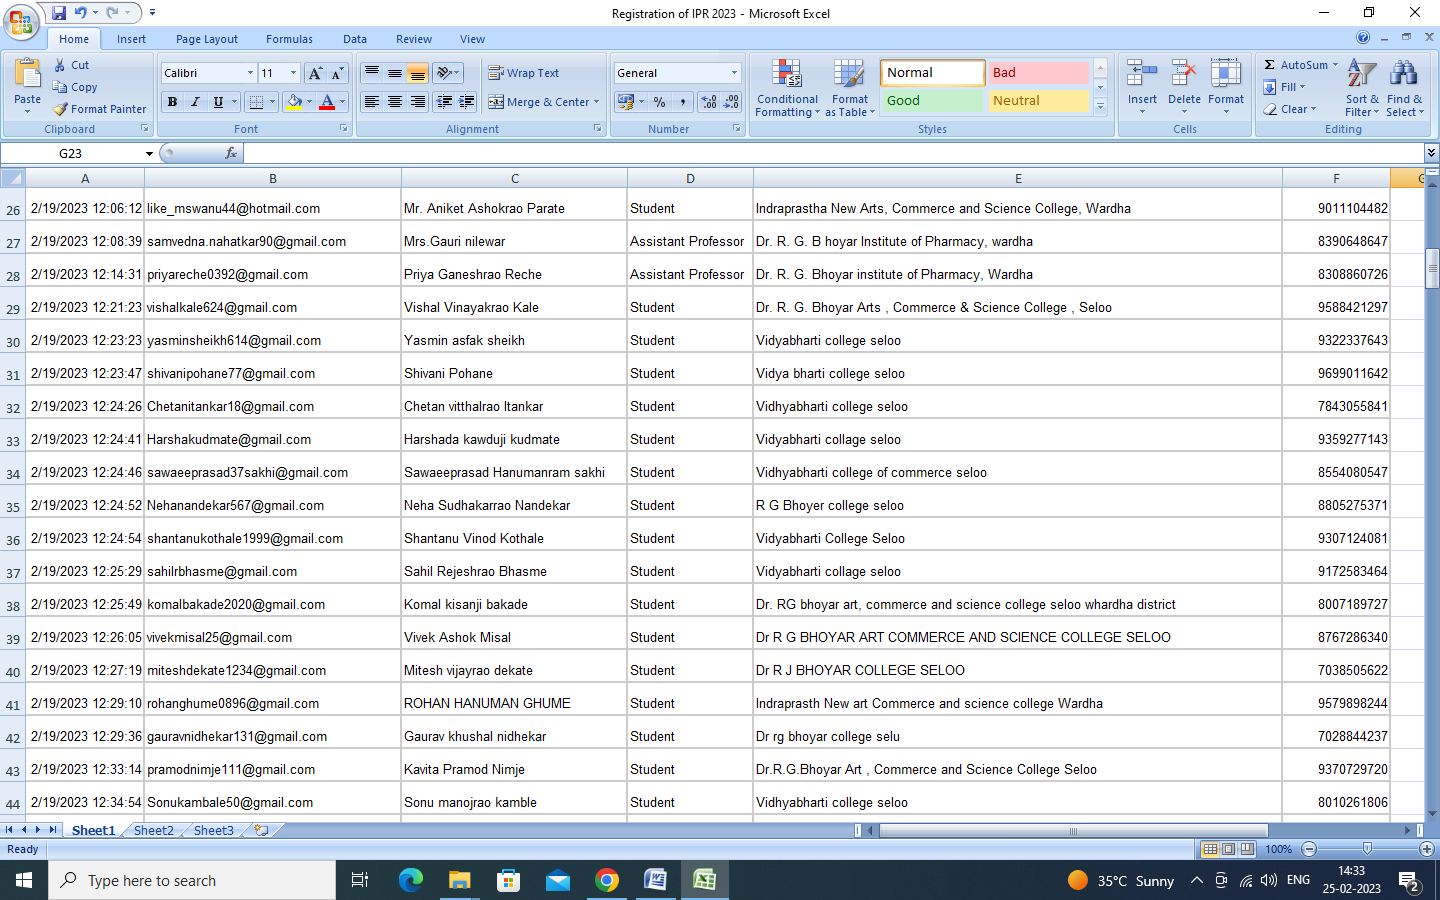 Registration of IPR 2023 - Microsoft Excel
Home Insert Page Layout Formulas Data Review View
Paste Cut Copy Format Painter Clipboard
Calibri 11 A A B I U A Font
Wrap Text Merge & Center Alignment
General % , Number
Conditional Formatting Format as Table Normal Bad Good Neutral Styles
Insert Delete Format Cells
Σ AutoSum Fill Clear Sort & Filter Find & Select Editing
G23 fx
A B C D E F G
26 2/19/2023 12:06:12 like_mswanu44@hotmail.com Mr. Aniket Ashokrao Parate Student Indraprastha New Arts, Commerce and Science College, Wardha 9011104482
27 2/19/2023 12:08:39 samvedna.nahatkar90@gmail.com Mrs.Gauri nilewar Assistant Professor Dr. R. G. B hoyar Institute of Pharmacy, wardha 8390648647
28 2/19/2023 12:14:31 priyareche0392@gmail.com Priya Ganeshrao Reche Assistant Professor Dr. R. G. Bhoyar institute of Pharmacy, Wardha 8308860726
29 2/19/2023 12:21:23 vishalkale624@gmail.com Vishal Vinayakrao Kale Student Dr. R. G. Bhoyar Arts , Commerce & Science College , Seloo 9588421297
30 2/19/2023 12:23:23 yasminsheikh614@gmail.com Yasmin asfak sheikh Student Vidyabharti college seloo 9322337643
31 2/19/2023 12:23:47 shivanipohane77@gmail.com Shivani Pohane Student Vidya bharti college seloo 9699011642
32 2/19/2023 12:24:26 Chetanitankar18@gmail.com Chetan vitthalrao Itankar Student Vidhyabharti college seloo 7843055841
33 2/19/2023 12:24:41 Harshakudmate@gmail.com Harshada kawduji kudmate Student Vidyabharti collage seloo 9359277143
34 2/19/2023 12:24:46 sawaeeprasad37sakhi@gmail.com Sawaeeprasad Hanumanram sakhi Student Vidhyabharti college of commerce seloo 8554080547
35 2/19/2023 12:24:52 Nehanandekar567@gmail.com Neha Sudhakarrao Nandekar Student R G Bhoyer college seloo 8805275371
36 2/19/2023 12:24:54 shantanukothale1999@gmail.com Shantanu Vinod Kothale Student Vidyabharti College Seloo 9307124081
37 2/19/2023 12:25:29 sahilrbhasme@gmail.com Sahil Rejeshrao Bhasme Student Vidyabharti collage seloo 9172583464
38 2/19/2023 12:25:49 komalbakade2020@gmail.com Komal kisanji bakade Student Dr. RG bhoyar art, commerce and science college seloo whardha district 8007189727
39 2/19/2023 12:26:05 vivekmisal25@gmail.com Vivek Ashok Misal Student Dr R G BHOYAR ART COMMERCE AND SCIENCE COLLEGE SELOO 8767286340
40 2/19/2023 12:27:19 miteshdekate1234@gmail.com Mitesh vijayrao dekate Student Dr R J BHOYAR COLLEGE SELOO 7038505622
41 2/19/2023 12:29:10 rohanghume0896@gmail.com ROHAN HANUMAN GHUME Student Indraprasth New art Commerce and science college Wardha 9579898244
42 2/19/2023 12:29:36 gauravnidhekar131@gmail.com Gaurav khushal nidhekar Student Dr rg bhoyar college selu 7028844237
43 2/19/2023 12:33:14 pramodnimje111@gmail.com Kavita Pramod Nimje Student Dr.R.G.Bhoyar Art , Commerce and Science College Seloo 9370729720
44 2/19/2023 12:34:54 Sonukambale50@gmail.com Sonu manojrao kamble Student Vidhyabharti college seloo 8010261806
Sheet1 Sheet2 Sheet3
Ready 100%
Type here to search 35°C Sunny ENG 14:33
25-02-2023 2